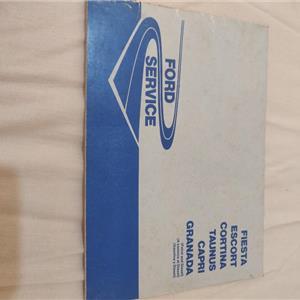 FORD
SERVICE
FIESTA
ESCORT
CORTINA
TAUNUS
CAPRI
GRANADA